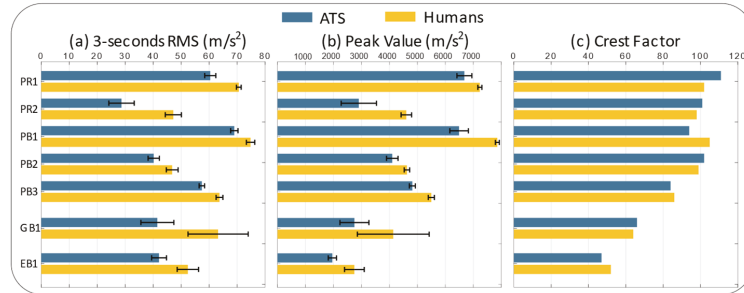 ATS Humans
(a) 3-seconds RMS (m/s²) (b) Peak Value (m/s²) (c) Crest Factor
0 10 20 30 40 50 60 70 80 1000 2000 3000 4000 5000 6000 7000 0 20 40 60 80 100 120
PR1
PR2
PB1
PB2
PB3
GB1
EB1